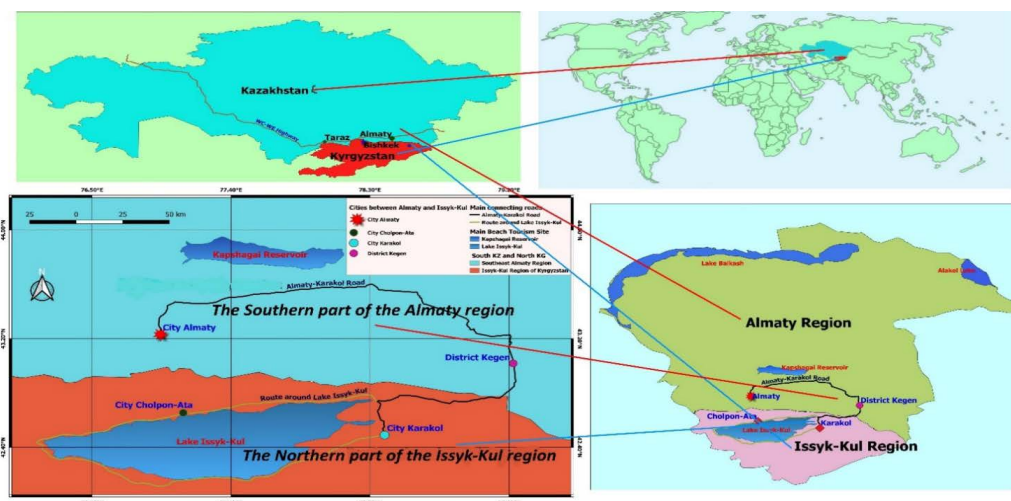 Kazakhstan
WC-WE Highway
Taraz
Almaty
Bishkek
Kyrgyzstan
76.50°E
77.40°E
78.30°E
25
0
25
50 km
N
Cities between Almaty and Issyk-Kul
City Almaty
City Cholpon-Ata
City Karakol
District Kegen
Main connecting roads
Almaty-Karakol Road
Route around Lake Issyk-Kul
Main Beach Tourism Site
Kapshagai Reservoir
Lake Issyk-Kul
South KZ and North KG
Southeast Almaty Region
Issyk-Kul Region of Kyrgyzstan
Kapshagai Reservoir
Almaty-Karakol Road
The Southern part of the Almaty region
City Almaty
District Kegen
City Cholpon-Ata
Route around Lake Issyk-Kul
Lake Issyk-Kul
City Karakol
The Northern part of the Issyk-Kul region
Lake Balkash
Alakol Lake
Almaty Region
Kapshagai Reservoir
Almaty-Karakol Road
Almaty
District Kegen
Cholpon-Ata
Karakol
Lake Issyk-Kul
Issyk-Kul Region